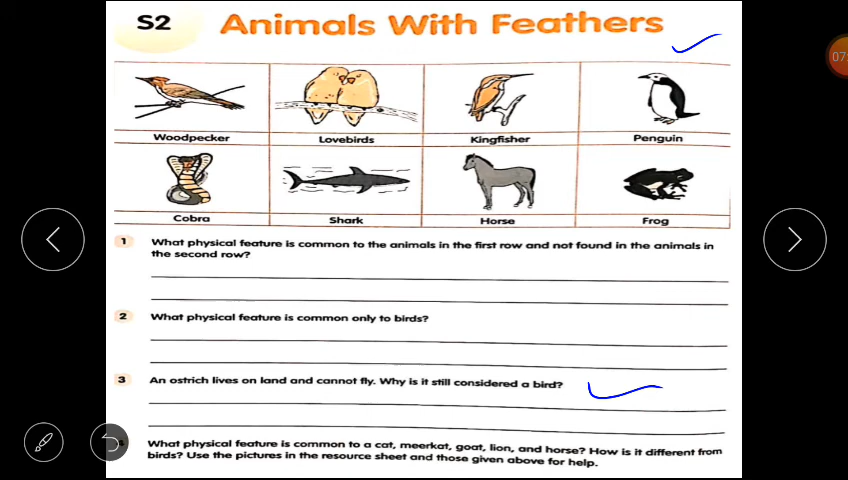 S2
Animals With Feathers
07:
Woodpecker
Lovebirds
Kingfisher
Penguin
Cobra
Shark
Horse
Frog
1 What physical feature is common to the animals in the first row and not found in the animals in
the second row?
2 What physical feature is common only to birds?
3 An ostrich lives on land and cannot fly. Why is it still considered a bird?
What physical feature is common to a cat, meerkat, goat, lion, and horse? How is it different from
birds? Use the pictures in the resource sheet and those given above for help.